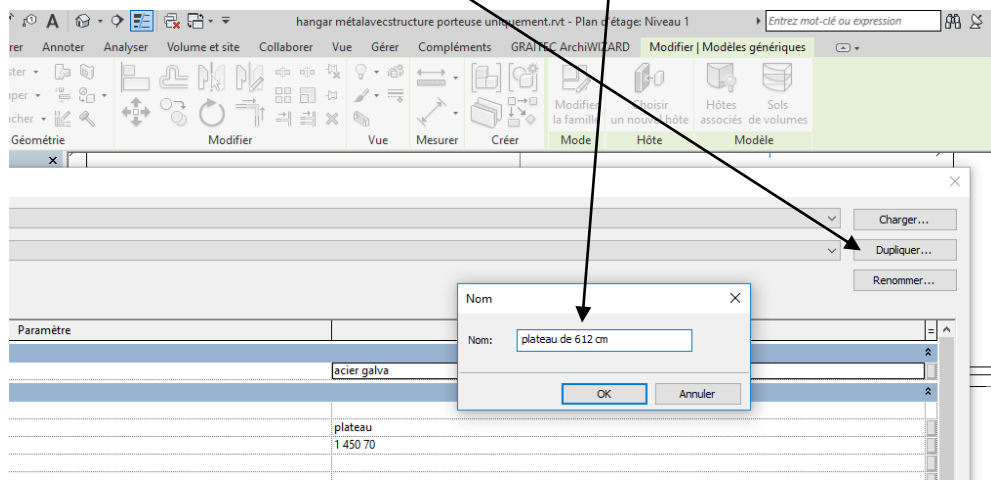 hangar métalavecstructure porteuse uniquement.rvt - Plan d'étage: Niveau 1 Entrez mot-clé ou expression
Annoter Analyser Volume et site Collaborer Vue Gérer Compléments GRAITEC ArchiWIZARD Modifier | Modèles génériques
Modifier la famille
Choisir un nouvel hôte
Hôtes associés
Sols de volumes
Géométrie Modifier Vue Mesurer Créer Mode Hôte Modèle
Charger...
Dupliquer...
Renommer...
Nom
Nom: plateau de 612 cm
OK Annuler
Paramètre =
acier galva
plateau
1 450 70